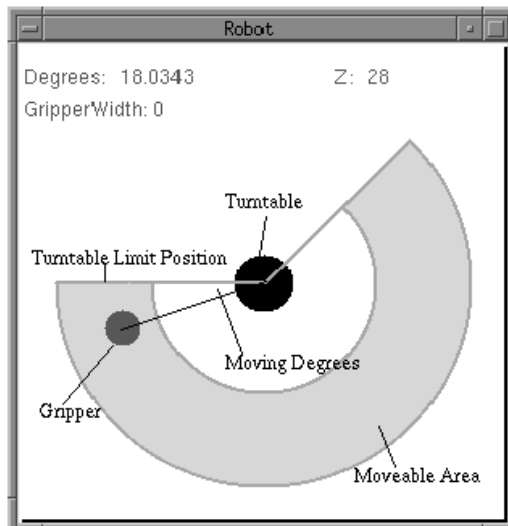 Robot
Degrees: 18.0343 Z: 28
GripperWidth: 0
Turntable
Turntable Limit Position
Moving Degrees
Gripper
Moveable Area